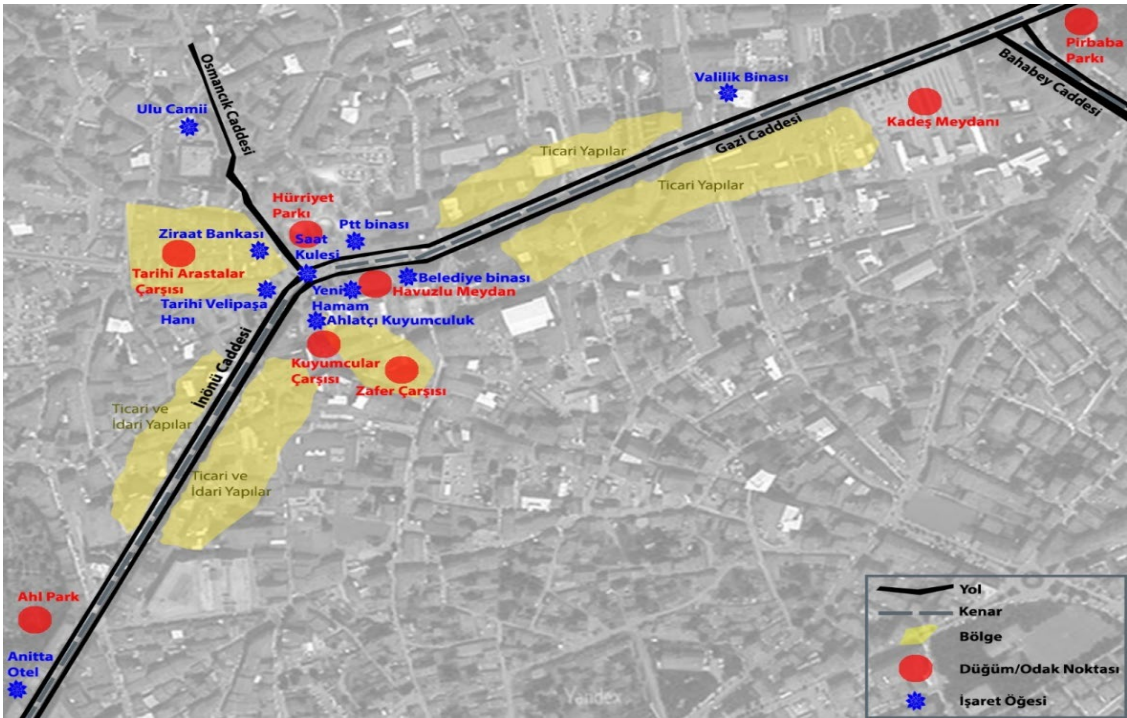 Pirbaba
Parkı
Osmancık Caddesi
Bahabey Caddesi
Valilik Binası
Ulu Camii
Kadeş Meydanı
Gazi Caddesi
Ticari Yapılar
Ticari Yapılar
Hürriyet
Parkı
Ptt binası
Ziraat Bankası
Saat
Kulesi
Tarihi Arastalar
Çarşısı
Belediye binası
Havuzlu Meydan
Yeni
Hamam
Tarihi Velipaşa
Hanı
Ahlatçı Kuyumculuk
İnönü Caddesi
Kuyumcular
Çarşısı
Zafer Çarşısı
Ticari ve
İdari Yapılar
Ticari ve
İdari Yapılar
Ahl Park
Anitta
Otel
Yol
Kenar
Bölge
Düğüm/Odak Noktası
İşaret Öğesi
Yandex